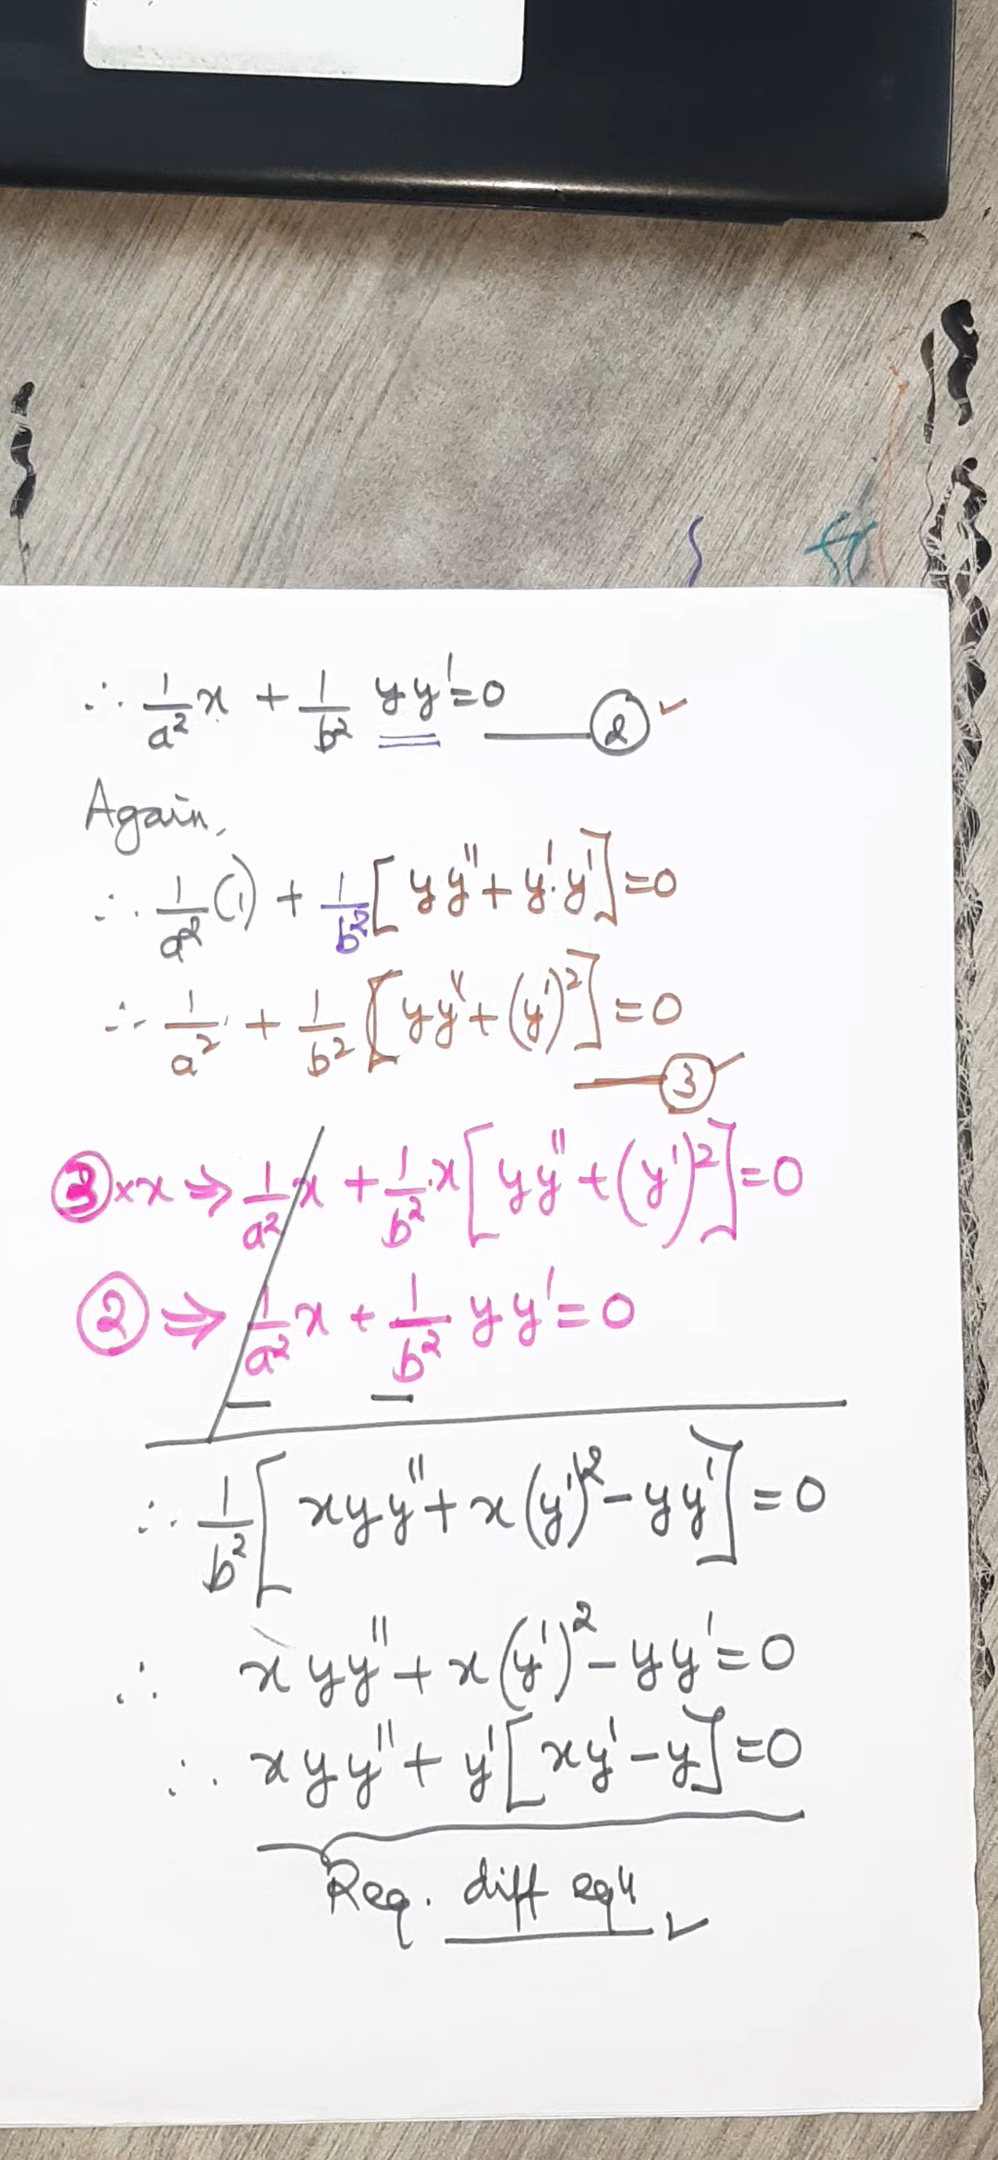 ∴ 1/a² x + 1/b² yy' = 0 —— ②
Again,
∴ 1/a² (1) + 1/b² [yy'' + y'·y'] = 0
∴ 1/a² + 1/b² [yy'' + (y')²] = 0
—— ③
③ × x ⇒ 1/a² x + 1/b² · x [yy'' + (y')²] = 0
② ⇒ 1/a² x + 1/b² yy' = 0
− −
∴ 1/b² [xyy'' + x(y')² − yy'] = 0
∴ xyy'' + x(y')² − yy' = 0
∴ xyy'' + y'[xy' − y] = 0
Req. diff eqn